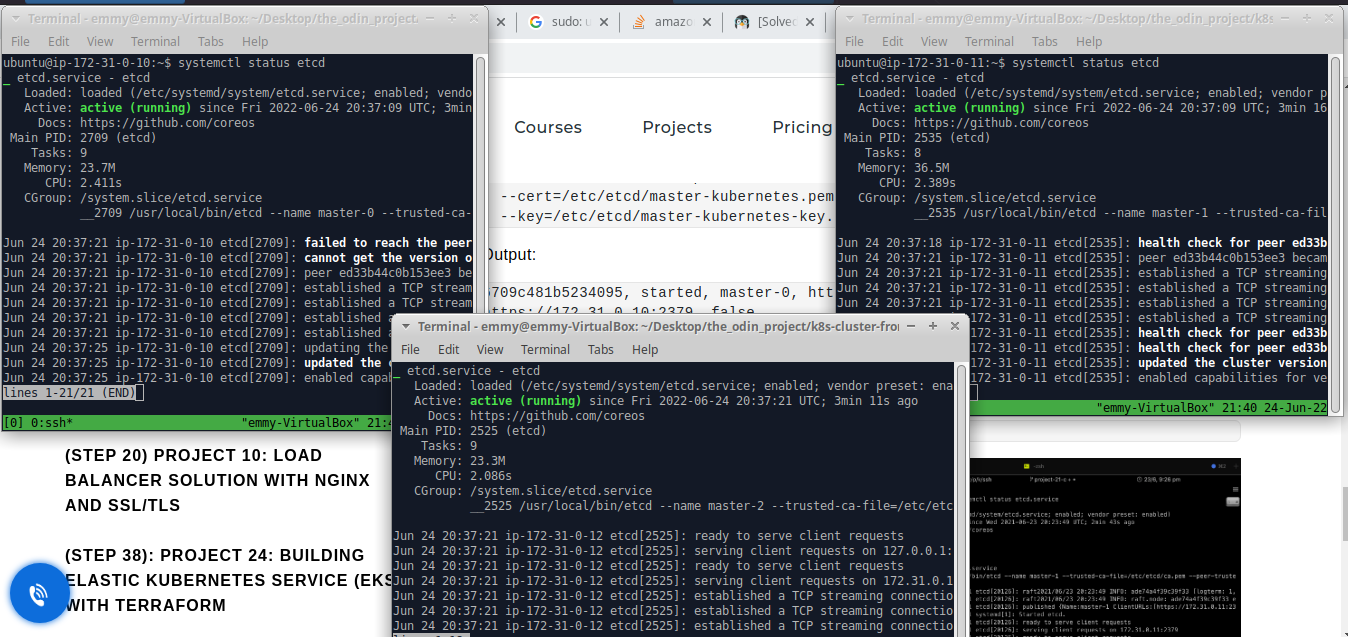 Terminal - emmy@emmy-VirtualBox: ~/Desktop/the_odin_project
File Edit View Terminal Tabs Help
ubuntu@ip-172-31-0-10:~$ systemctl status etcd
etcd.service - etcd
Loaded: loaded (/etc/systemd/system/etcd.service; enabled; vendo
Active: active (running) since Fri 2022-06-24 20:37:09 UTC; 3min
Docs: https://github.com/coreos
Main PID: 2709 (etcd)
Tasks: 9
Memory: 23.7M
CPU: 2.411s
CGroup: /system.slice/etcd.service
__2709 /usr/local/bin/etcd --name master-0 --trusted-ca-
Jun 24 20:37:21 ip-172-31-0-10 etcd[2709]: failed to reach the peer
Jun 24 20:37:21 ip-172-31-0-10 etcd[2709]: cannot get the version o
Jun 24 20:37:21 ip-172-31-0-10 etcd[2709]: peer ed33b44c0b153ee3 be
Jun 24 20:37:21 ip-172-31-0-10 etcd[2709]: established a TCP stream
Jun 24 20:37:21 ip-172-31-0-10 etcd[2709]: established a TCP stream
Jun 24 20:37:21 ip-172-31-0-10 etcd[2709]: established a
Jun 24 20:37:21 ip-172-31-0-10 etcd[2709]: established a
Jun 24 20:37:25 ip-172-31-0-10 etcd[2709]: updating the
Jun 24 20:37:25 ip-172-31-0-10 etcd[2709]: updated the c
Jun 24 20:37:25 ip-172-31-0-10 etcd[2709]: enabled capab
lines 1-21/21 (END)
[0] 0:ssh* "emmy-VirtualBox" 21:4
sudo: u
amazo
[Solved
Courses Projects Pricing
--cert=/etc/etcd/master-kubernetes.pem
--key=/etc/etcd/master-kubernetes-key.
Output:
6709c481b5234095, started, master-0, htt
https://172.31.0.10:2379, false
Terminal - emmy@emmy-VirtualBox: ~/Desktop/the_odin_project/k8s
File Edit View Terminal Tabs Help
ubuntu@ip-172-31-0-11:~$ systemctl status etcd
etcd.service - etcd
Loaded: loaded (/etc/systemd/system/etcd.service; enabled; vendor p
Active: active (running) since Fri 2022-06-24 20:37:09 UTC; 3min 16
Docs: https://github.com/coreos
Main PID: 2535 (etcd)
Tasks: 8
Memory: 36.5M
CPU: 2.389s
CGroup: /system.slice/etcd.service
__2535 /usr/local/bin/etcd --name master-1 --trusted-ca-fil
Jun 24 20:37:18 ip-172-31-0-11 etcd[2535]: health check for peer ed33b
Jun 24 20:37:21 ip-172-31-0-11 etcd[2535]: peer ed33b44c0b153ee3 becam
Jun 24 20:37:21 ip-172-31-0-11 etcd[2535]: established a TCP streaming
Jun 24 20:37:21 ip-172-31-0-11 etcd[2535]: established a TCP streaming
Jun 24 20:37:21 ip-172-31-0-11 etcd[2535]: established a TCP streaming
172-31-0-11 etcd[2535]: established a TCP streaming
172-31-0-11 etcd[2535]: health check for peer ed33b
172-31-0-11 etcd[2535]: health check for peer ed33b
172-31-0-11 etcd[2535]: updated the cluster version
172-31-0-11 etcd[2535]: enabled capabilities for ve
"emmy-VirtualBox" 21:40 24-Jun-22
Terminal - emmy@emmy-VirtualBox: ~/Desktop/the_odin_project/k8s-cluster-fro
File Edit View Terminal Tabs Help
etcd.service - etcd
Loaded: loaded (/etc/systemd/system/etcd.service; enabled; vendor preset: ena
Active: active (running) since Fri 2022-06-24 20:37:21 UTC; 3min 11s ago
Docs: https://github.com/coreos
Main PID: 2525 (etcd)
Tasks: 9
Memory: 23.3M
CPU: 2.086s
CGroup: /system.slice/etcd.service
__2525 /usr/local/bin/etcd --name master-2 --trusted-ca-file=/etc/etc
Jun 24 20:37:21 ip-172-31-0-12 etcd[2525]: ready to serve client requests
Jun 24 20:37:21 ip-172-31-0-12 etcd[2525]: serving client requests on 127.0.0.1:
Jun 24 20:37:21 ip-172-31-0-12 etcd[2525]: ready to serve client requests
Jun 24 20:37:21 ip-172-31-0-12 etcd[2525]: serving client requests on 172.31.0.1
Jun 24 20:37:21 ip-172-31-0-12 etcd[2525]: established a TCP streaming connectio
Jun 24 20:37:21 ip-172-31-0-12 etcd[2525]: established a TCP streaming connectio
Jun 24 20:37:21 ip-172-31-0-12 etcd[2525]: established a TCP streaming connectio
(STEP 20) PROJECT 10: LOAD
BALANCER SOLUTION WITH NGINX
AND SSL/TLS
(STEP 38): PROJECT 24: BUILDING
ELASTIC KUBERNETES SERVICE (EKS
WITH TERRAFORM
emctl status etcd.service
ready to serve client requests
serving client requests on 172.31.0.11:2379